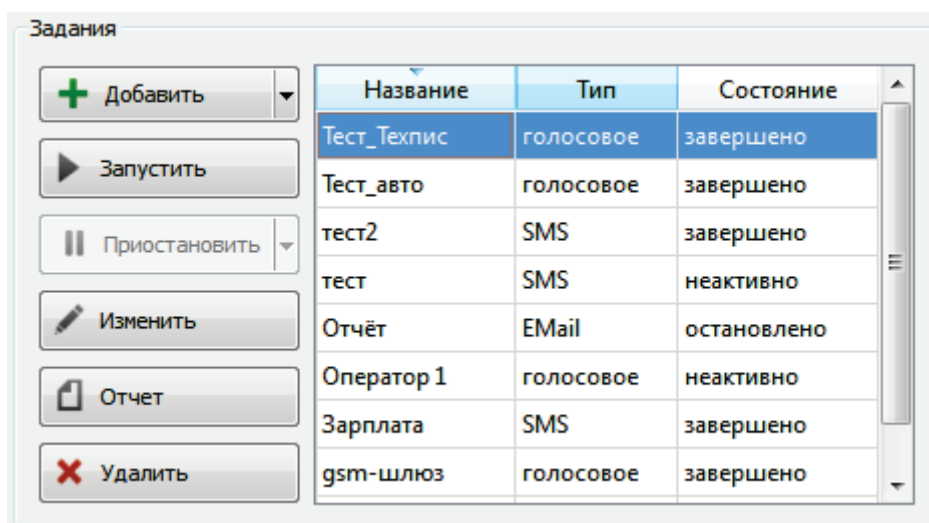 Задания
Добавить
Запустить
Приостановить
Изменить
Отчет
Удалить
Название Тип Состояние
Тест_Техпис голосовое завершено
Тест_авто голосовое завершено
тест2 SMS завершено
тест SMS неактивно
Отчёт EMail остановлено
Оператор 1 голосовое неактивно
Зарплата SMS завершено
gsm-шлюз голосовое завершено